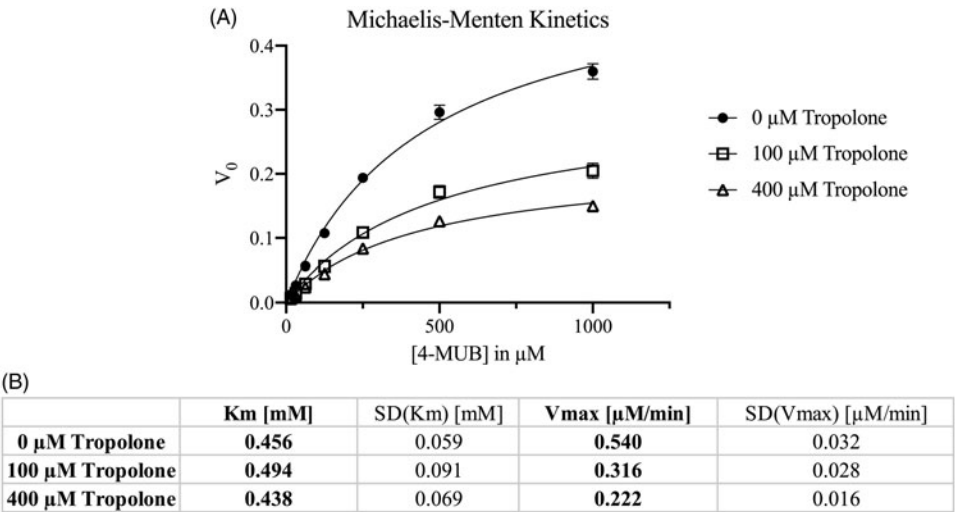 (A) Michaelis-Menten Kinetics
0.4
0.3
0.2
0.1
0.0
V0
0 500 1000
[4-MUB] in µM
0 µM Tropolone
100 µM Tropolone
400 µM Tropolone
(B)
Km [mM] SD(Km) [mM] Vmax [µM/min] SD(Vmax) [µM/min]
0 µM Tropolone 0.456 0.059 0.540 0.032
100 µM Tropolone 0.494 0.091 0.316 0.028
400 µM Tropolone 0.438 0.069 0.222 0.016